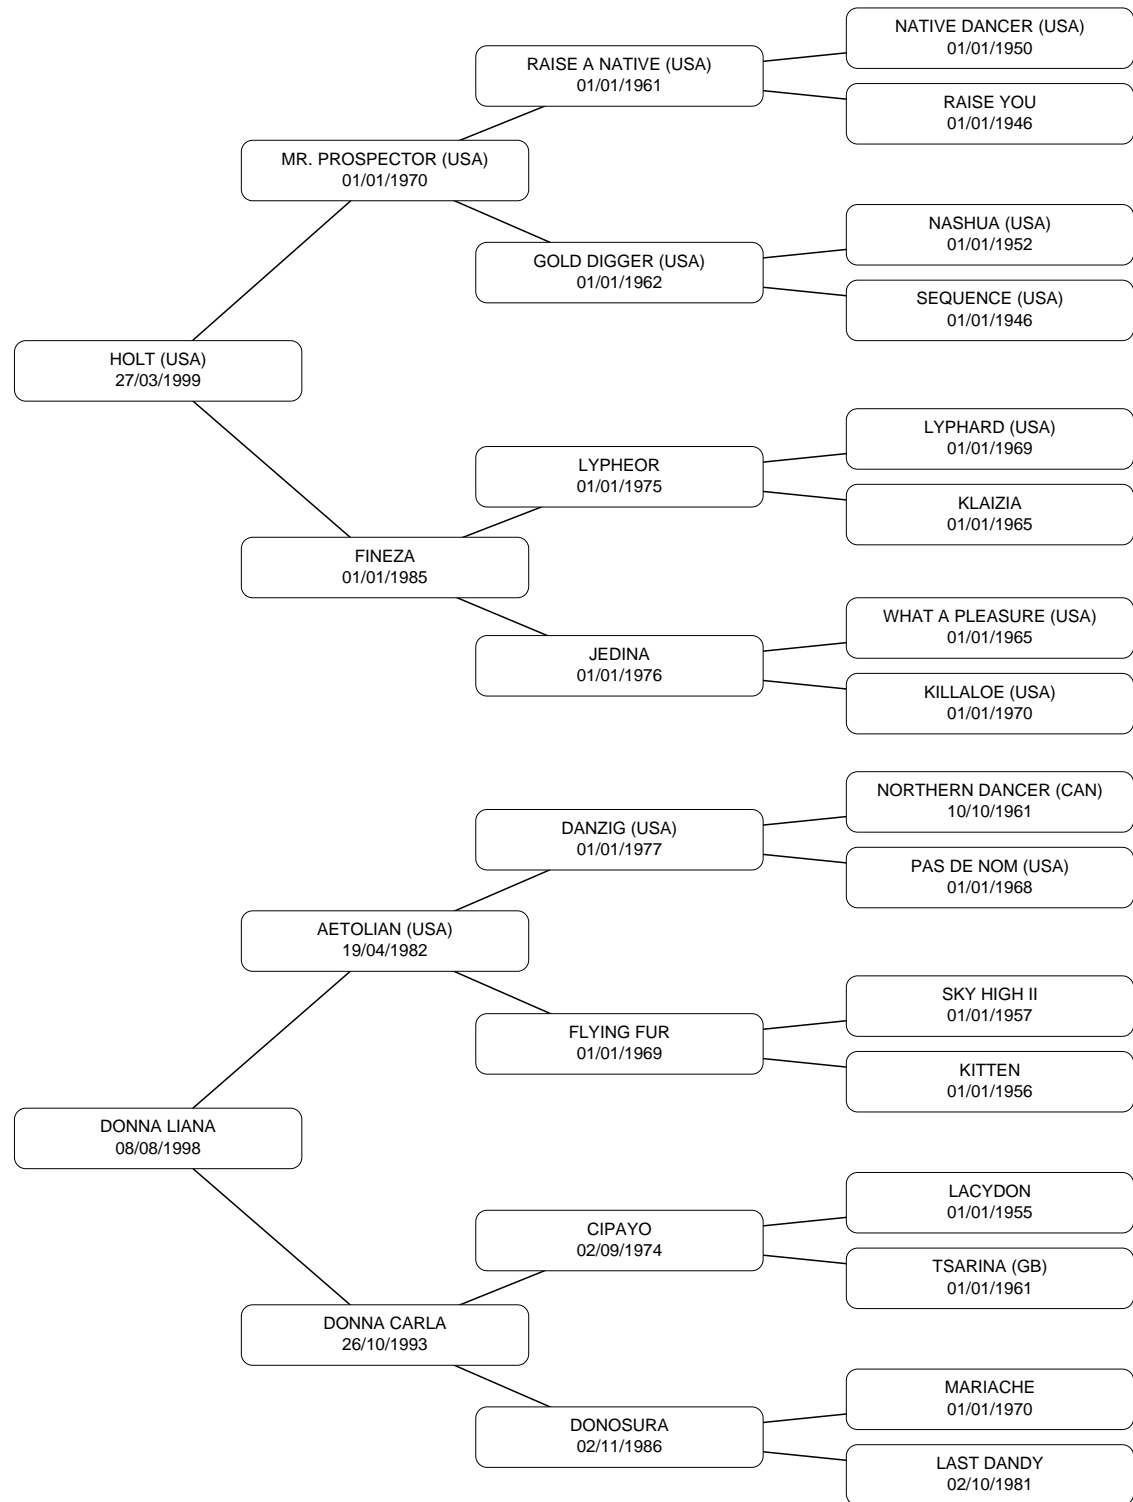 NATIVE DANCER (USA)
01/01/1950
RAISE A NATIVE (USA)
01/01/1961
RAISE YOU
01/01/1946
MR. PROSPECTOR (USA)
01/01/1970
NASHUA (USA)
01/01/1952
GOLD DIGGER (USA)
01/01/1962
SEQUENCE (USA)
01/01/1946
HOLT (USA)
27/03/1999
LYPHARD (USA)
01/01/1969
LYPHEOR
01/01/1975
KLAIZIA
01/01/1965
FINEZA
01/01/1985
WHAT A PLEASURE (USA)
01/01/1965
JEDINA
01/01/1976
KILLALOE (USA)
01/01/1970
NORTHERN DANCER (CAN)
10/10/1961
DANZIG (USA)
01/01/1977
PAS DE NOM (USA)
01/01/1968
AETOLIAN (USA)
19/04/1982
SKY HIGH II
01/01/1957
FLYING FUR
01/01/1969
KITTEN
01/01/1956
DONNA LIANA
08/08/1998
LACYDON
01/01/1955
CIPAYO
02/09/1974
TSARINA (GB)
01/01/1961
DONNA CARLA
26/10/1993
MARIACHE
01/01/1970
DONOSURA
02/11/1986
LAST DANDY
02/10/1981